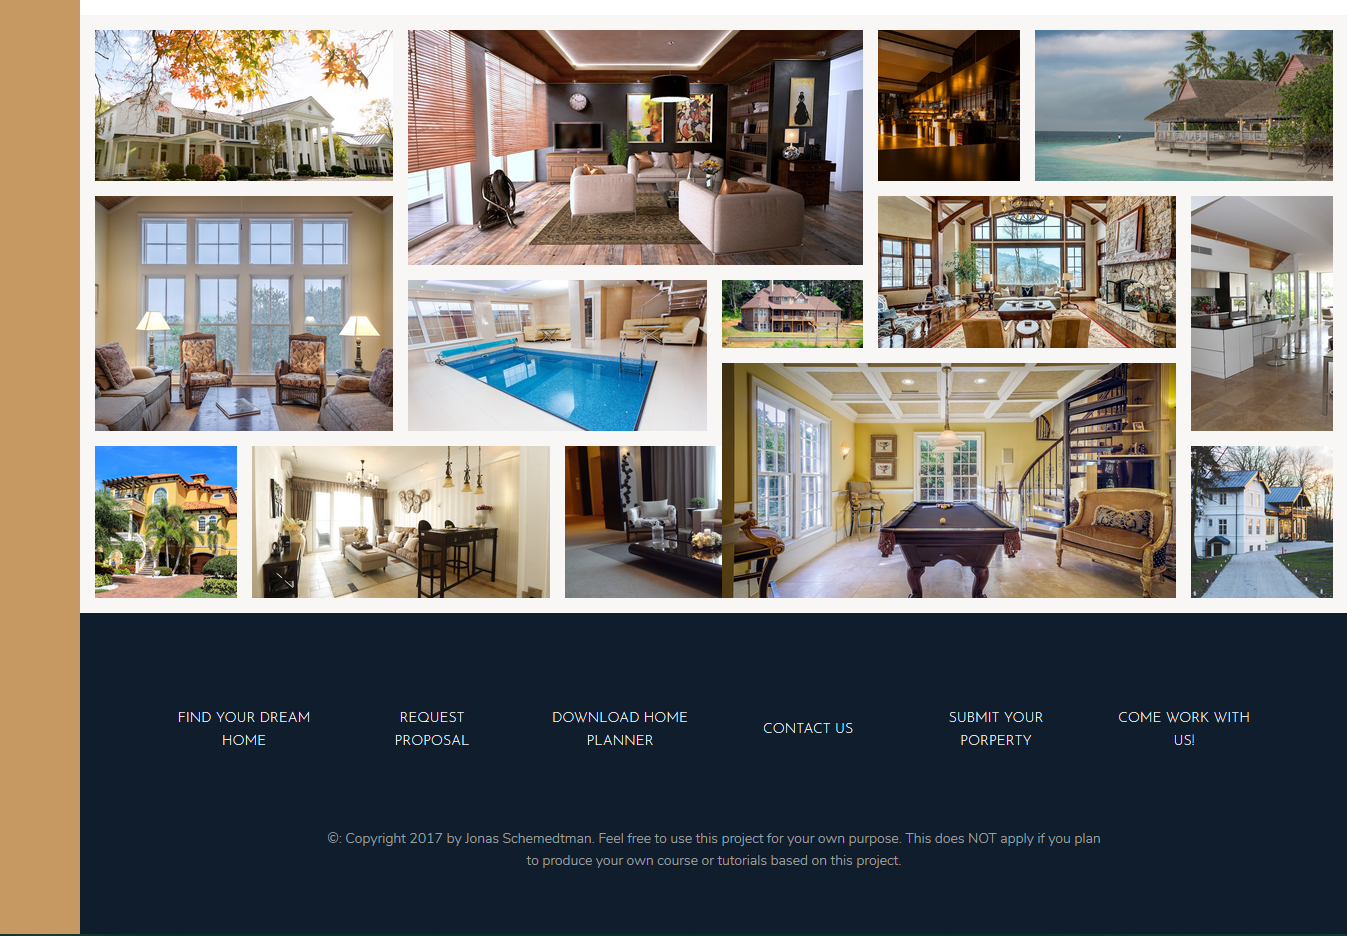 FIND YOUR DREAM
HOME
REQUEST
PROPOSAL
DOWNLOAD HOME
PLANNER
CONTACT US
SUBMIT YOUR
PORPERTY
COME WORK WITH
US!
©: Copyright 2017 by Jonas Schemedtman. Feel free to use this project for your own purpose. This does NOT apply if you plan
to produce your own course or tutorials based on this project.